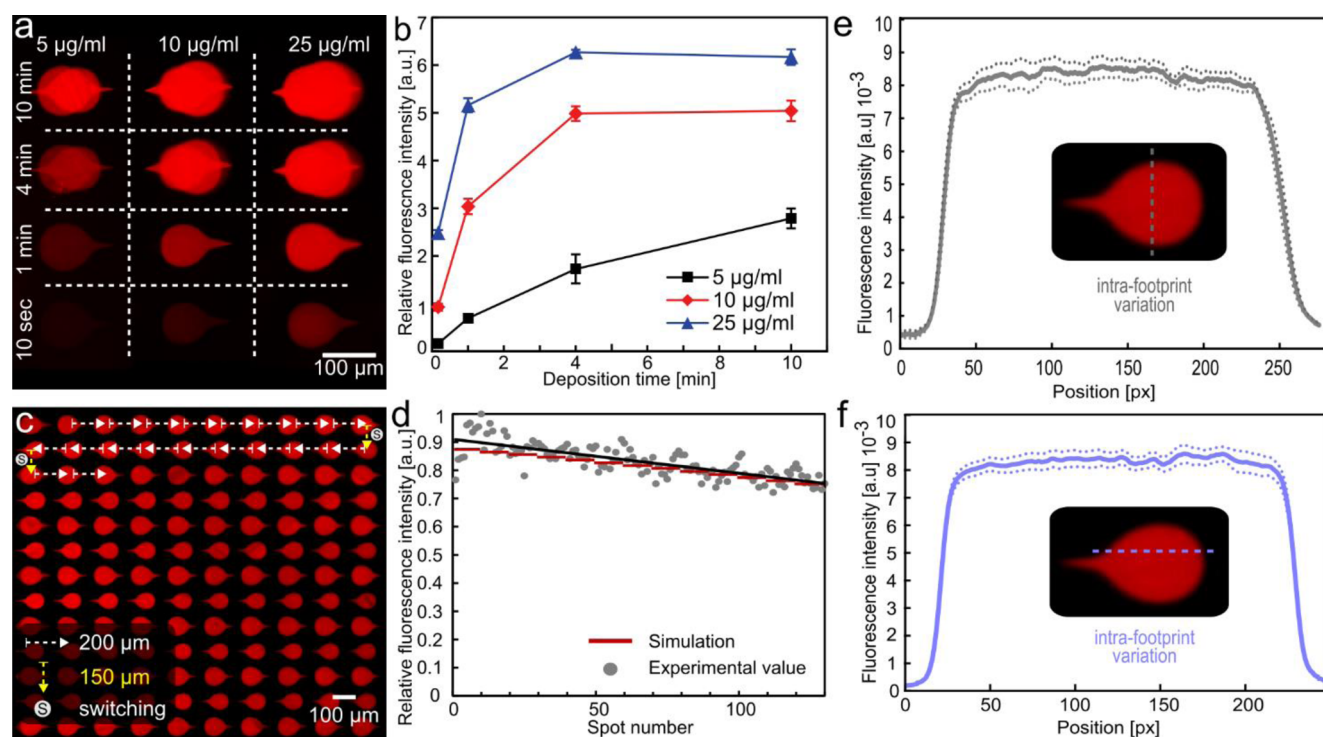 a
5 µg/ml 10 µg/ml 25 µg/ml
10 min
4 min
1 min
10 sec
100 µm
b
Relative fluorescence intensity [a.u.]
7
6
5
4
3
2
1
0
0 2 4 6 8 10
Deposition time [min]
5 µg/ml
10 µg/ml
25 µg/ml
c
S
S
200 µm
150 µm
S switching
100 µm
d
Relative fluorescence intensity [a.u.]
1
0.9
0.8
0.7
0.6
0.5
0.4
0.3
0.2
0.1
0
0 50 100
Spot number
Simulation
Experimental value
e
Fluorescence intensity [a.u] 10⁻³
10
9
8
7
6
5
4
3
2
1
0
0 50 100 150 200 250
Position [px]
intra-footprint
variation
f
Fluorescence intensity [a.u] 10⁻³
10
9
8
7
6
5
4
3
2
1
0
0 50 100 150 200
Position [px]
intra-footprint
variation